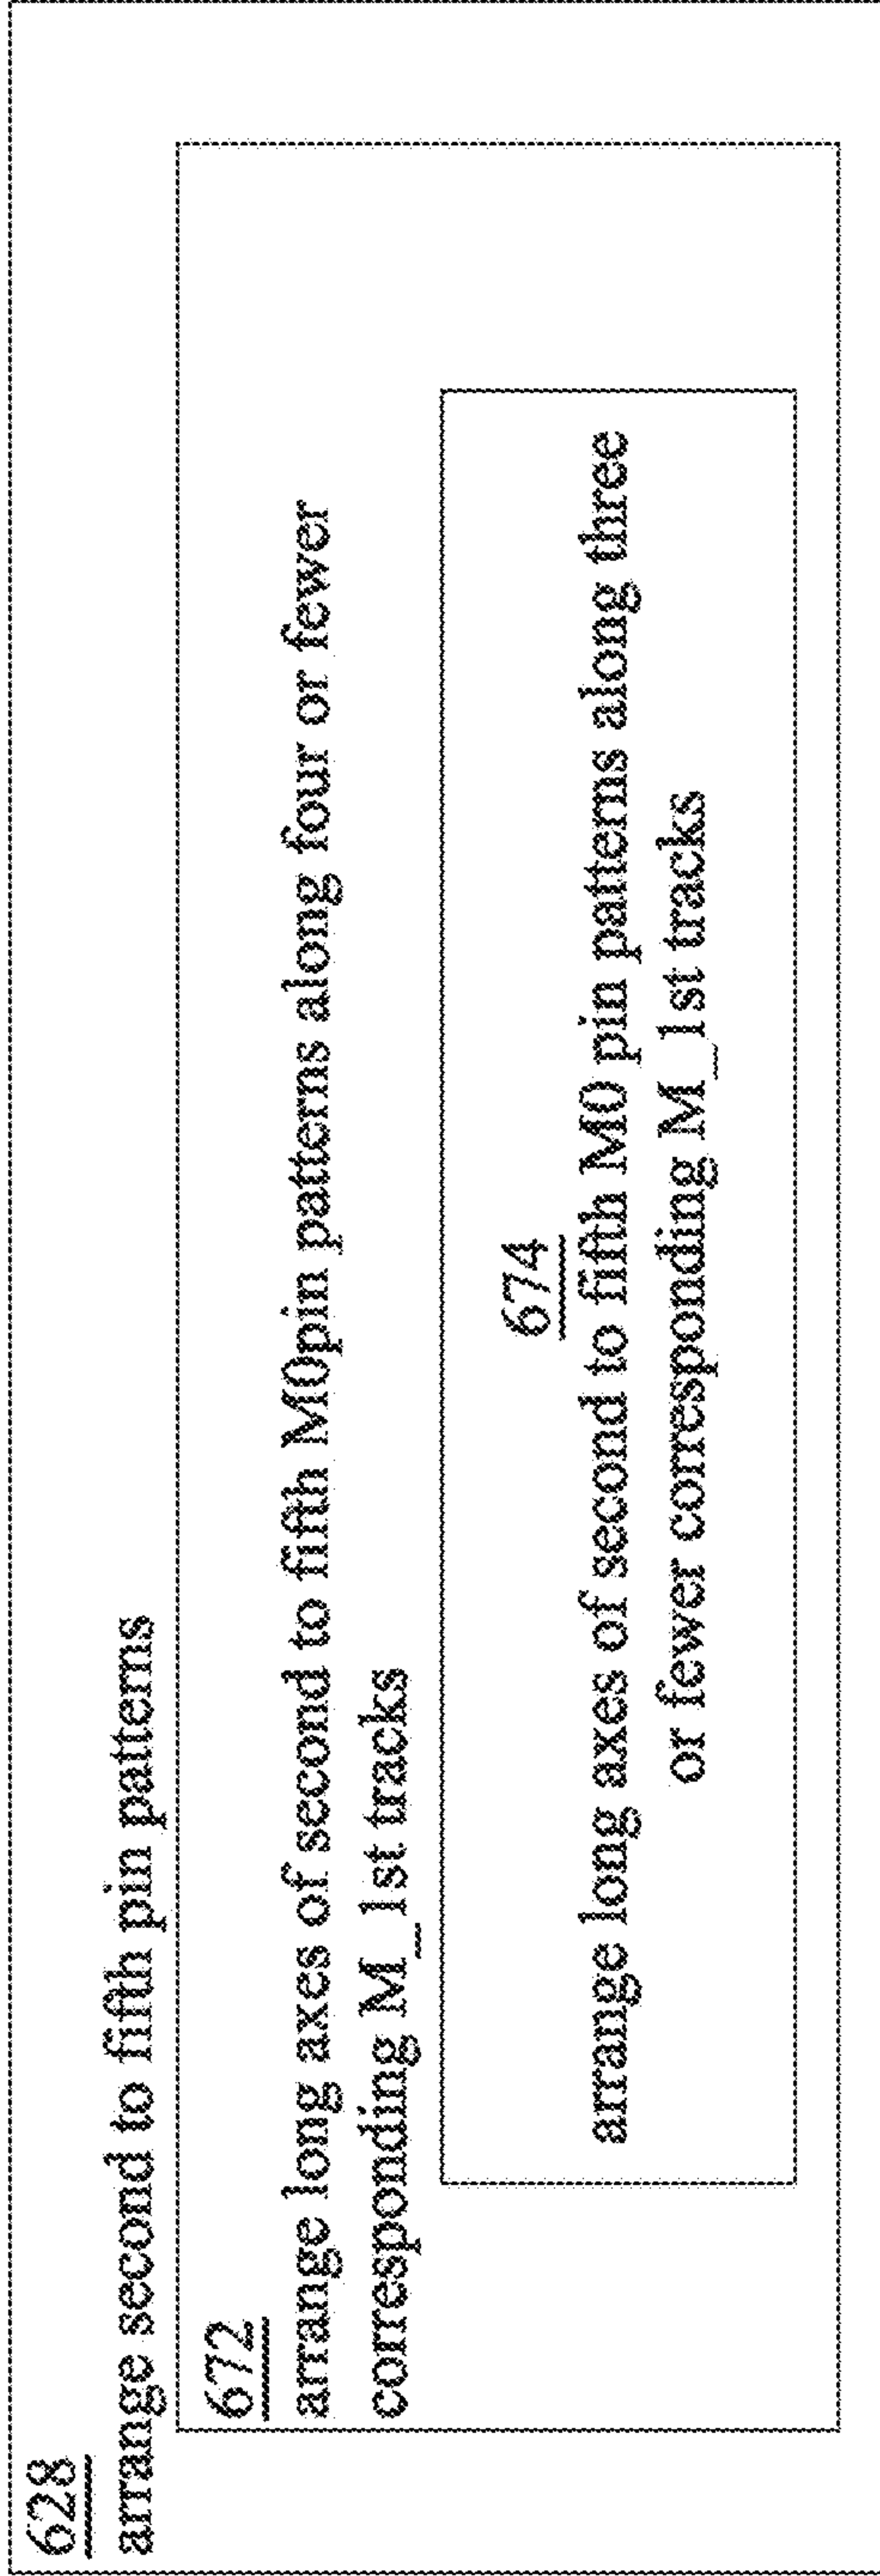 628
arrange second to fifth pin patterns
672
arrange long axes of second to fifth M0pin patterns along four or fewer
corresponding M_1st tracks
674
arrange long axes of second to fifth M0 pin patterns along three
or fewer corresponding M_1st tracks